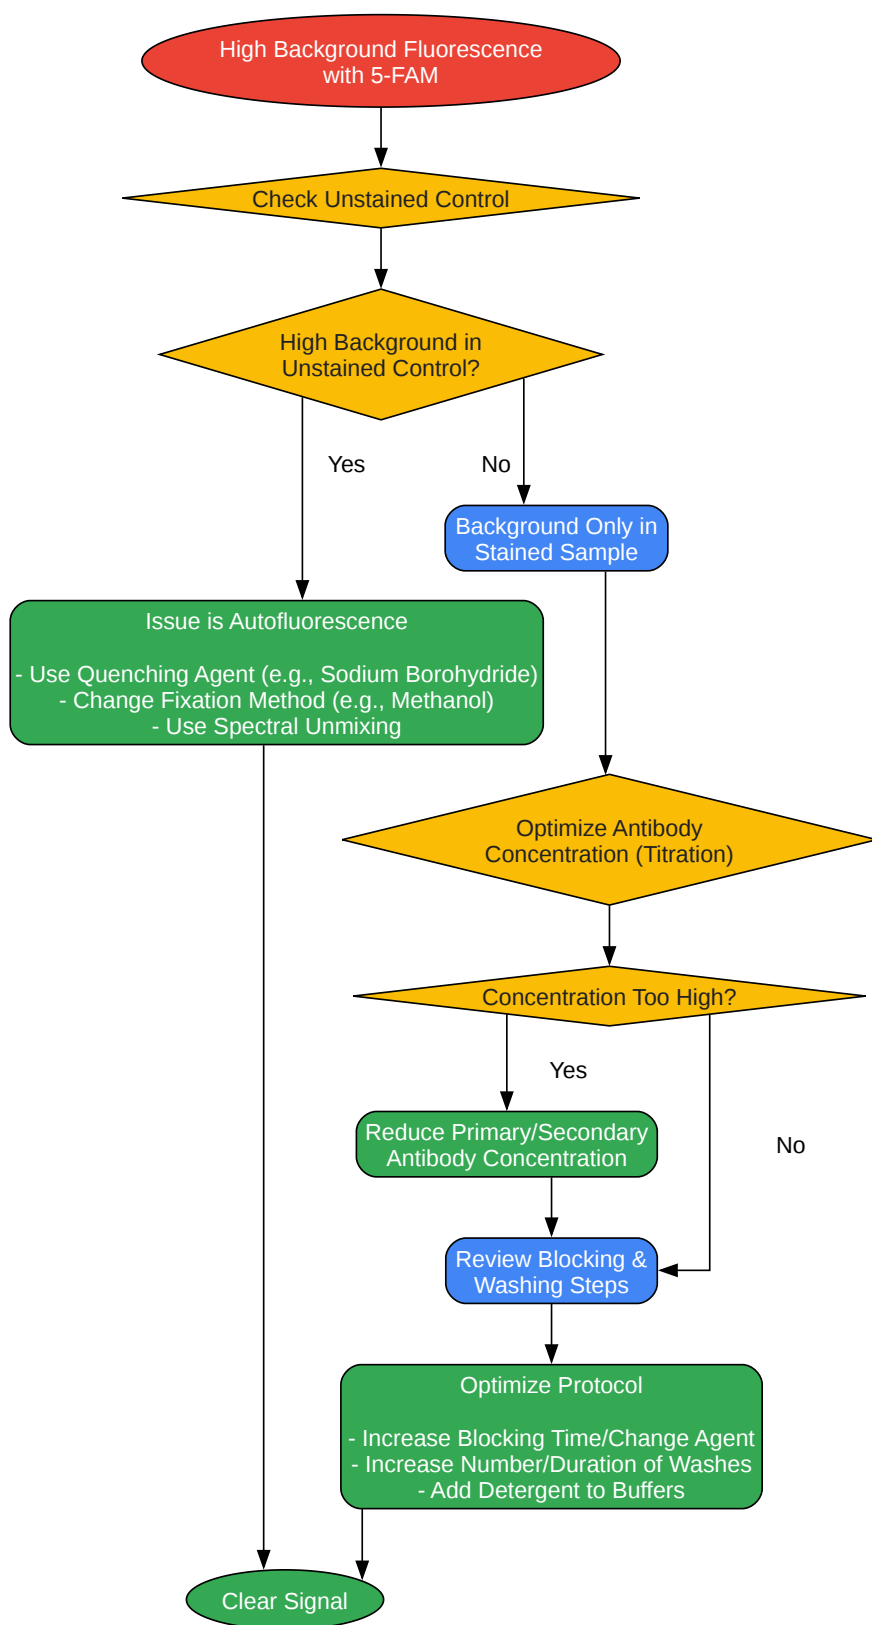 High Background Fluorescence
with 5-FAM
Check Unstained Control
High Background in
Unstained Control?
Yes
No
Background Only in
Stained Sample
Issue is Autofluorescence
- Use Quenching Agent (e.g., Sodium Borohydride)
- Change Fixation Method (e.g., Methanol)
- Use Spectral Unmixing
Optimize Antibody
Concentration (Titration)
Concentration Too High?
Yes
Reduce Primary/Secondary
Antibody Concentration
No
Review Blocking &
Washing Steps
Optimize Protocol
- Increase Blocking Time/Change Agent
- Increase Number/Duration of Washes
- Add Detergent to Buffers
Clear Signal